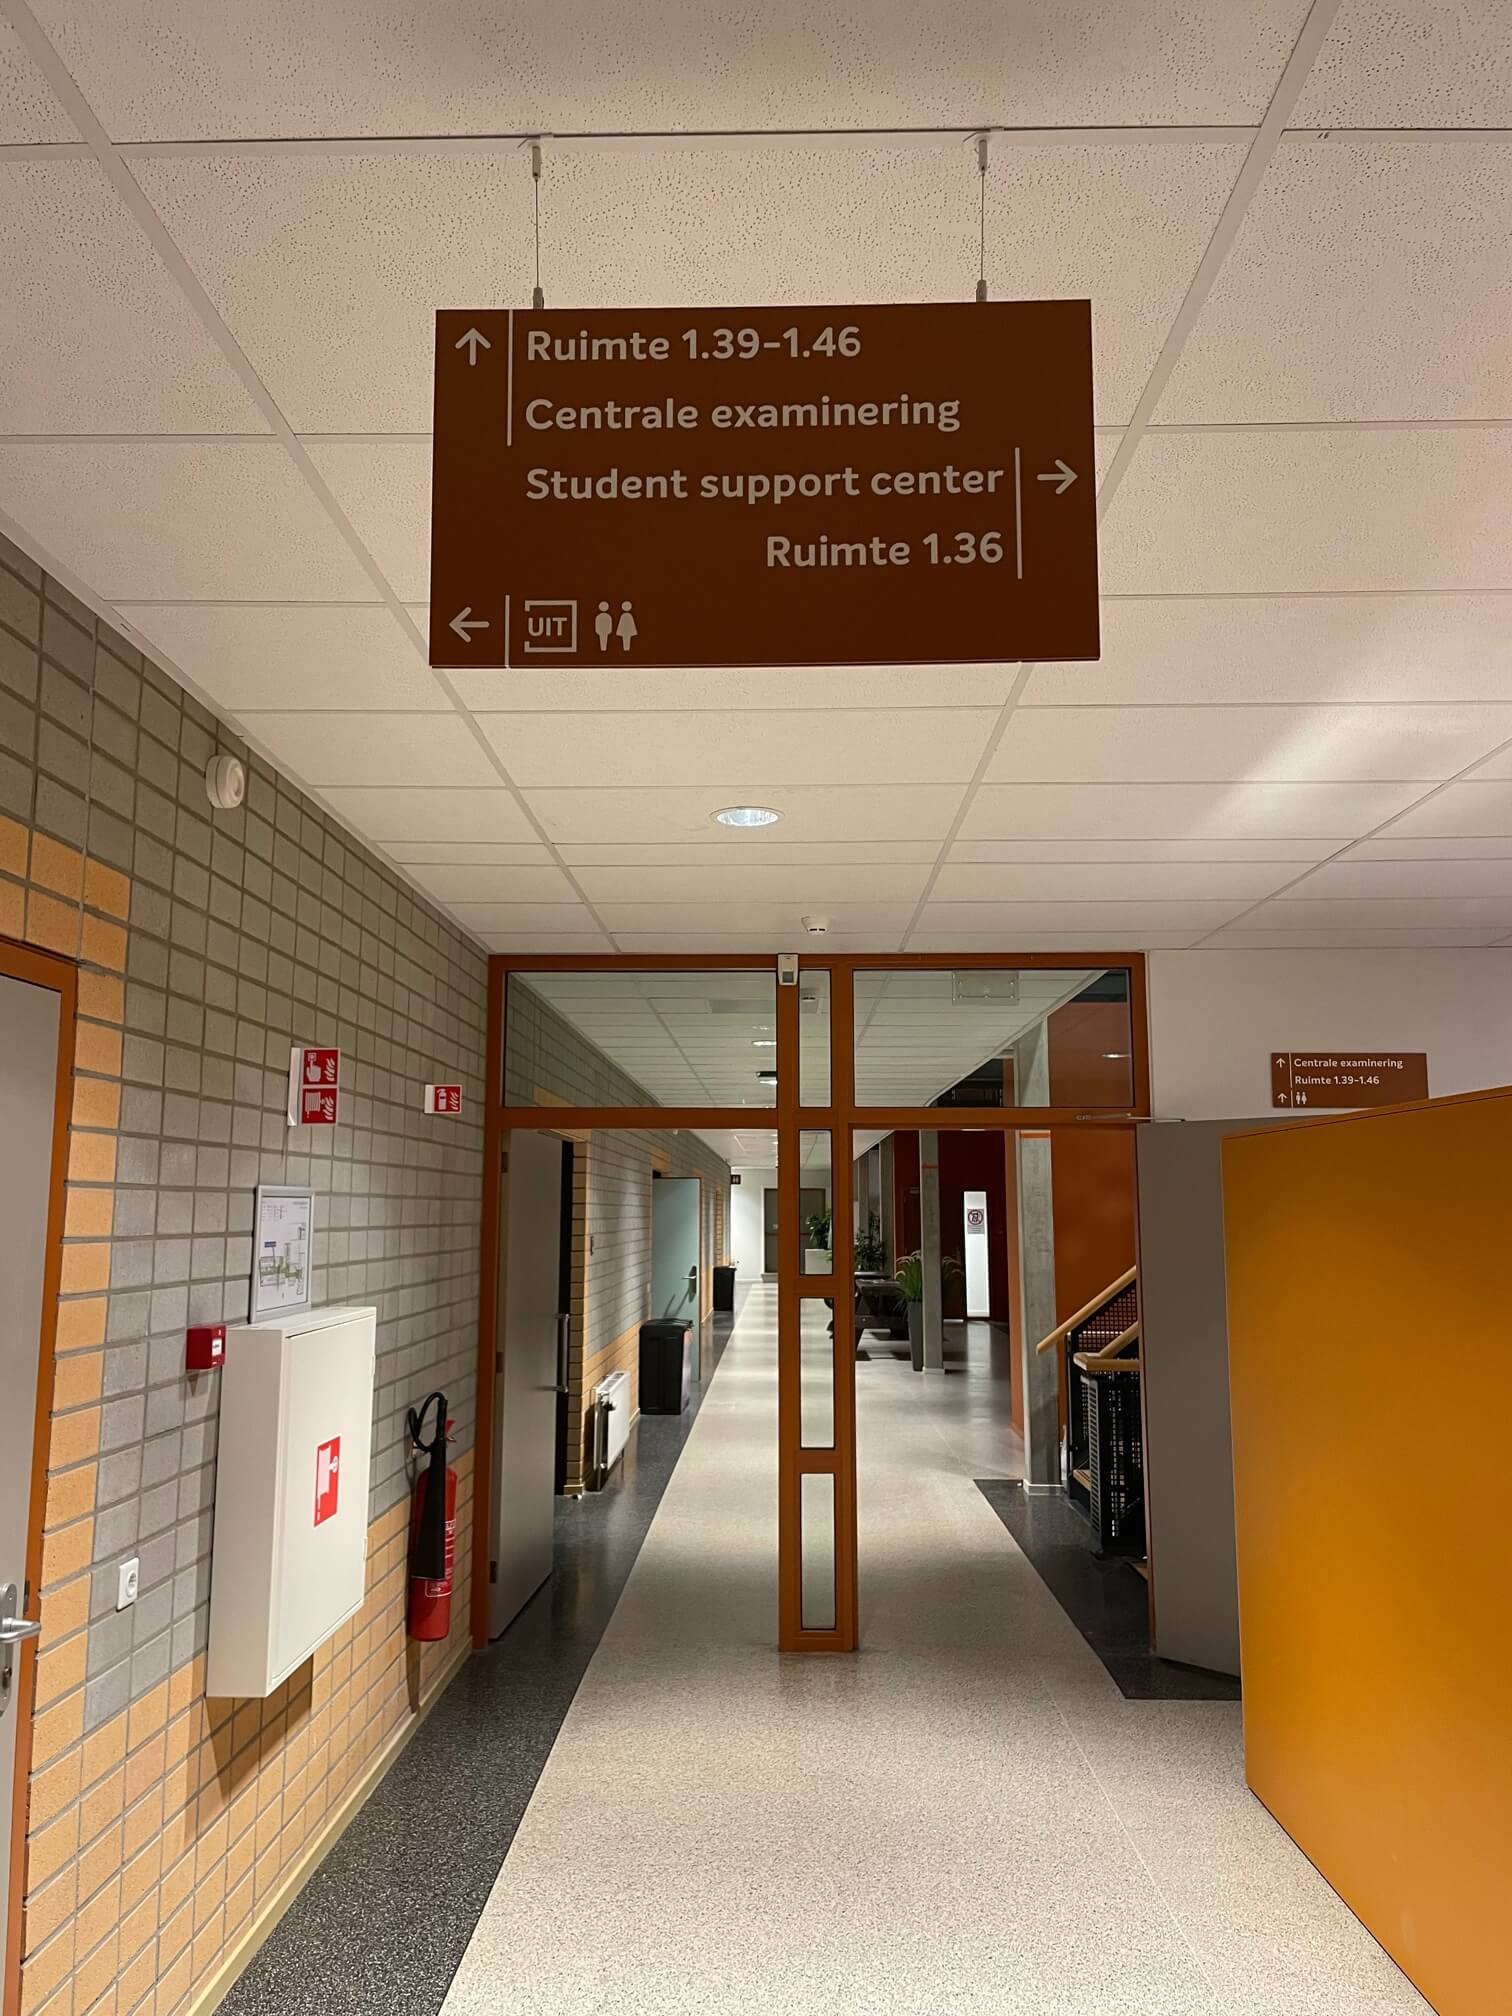 Ruimte 1.39-1.46
Centrale examinering
Student support center
Ruimte 1.36
UIT
Centrale examinering
Ruimte 1.39-1.46